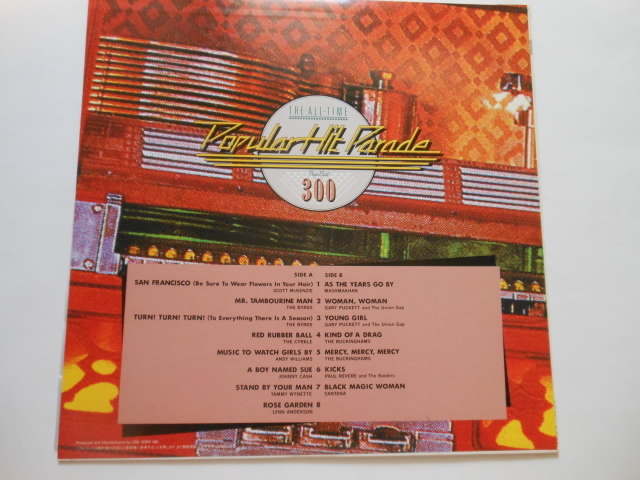 THE ALL-TIME
Popular Hit Parade
300
SIDE A SIDE B
SAN FRANCISCO (Be Sure To Wear Flowers In Your Hair) 1 AS THE YEARS GO BY
SCOTT McKENZIE MASHMAKHAN
MR. TAMBOURINE MAN 2 WOMAN, WOMAN
THE BYRDS GARY PUCKETT and The Union Gap
TURN! TURN! TURN! (To Everything There Is A Season) 3 YOUNG GIRL
THE BYRDS GARY PUCKETT and The Union Gap
RED RUBBER BALL 4 KIND OF A DRAG
THE CYRKLE THE BUCKINGHAMS
MUSIC TO WATCH GIRLS BY 5 MERCY, MERCY, MERCY
ANDY WILLIAMS THE BUCKINGHAMS
A BOY NAMED SUE 6 KICKS
JOHNNY CASH PAUL REVERE and The Raiders
STAND BY YOUR MAN 7 BLACK MAGIC WOMAN
TAMMY WYNETTE SANTANA
ROSE GARDEN 8
LYNN ANDERSON